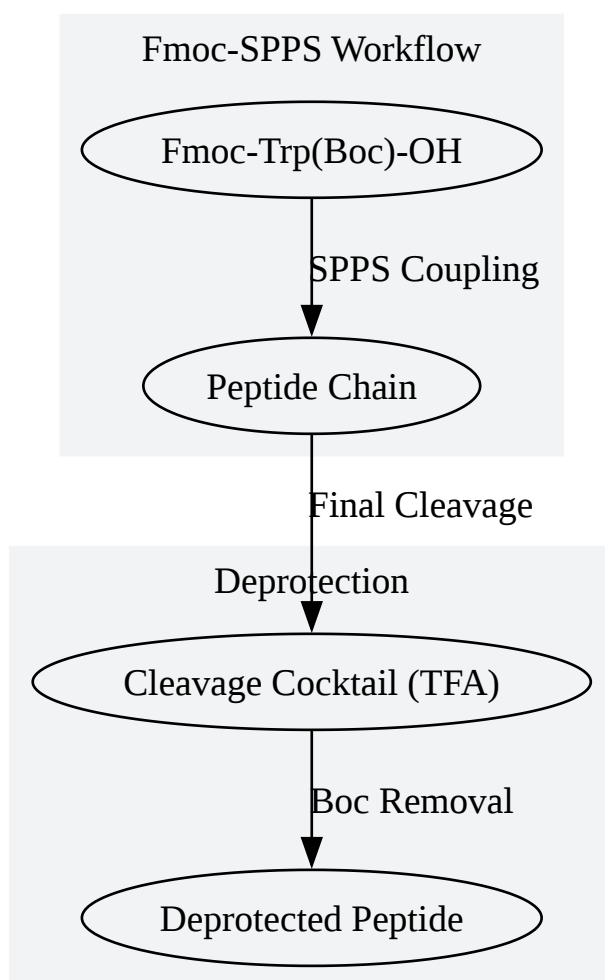 Fmoc-SPPS Workflow
Fmoc-Trp(Boc)-OH
SPPS Coupling
Peptide Chain
Final Cleavage
Deprotection
Cleavage Cocktail (TFA)
Boc Removal
Deprotected Peptide